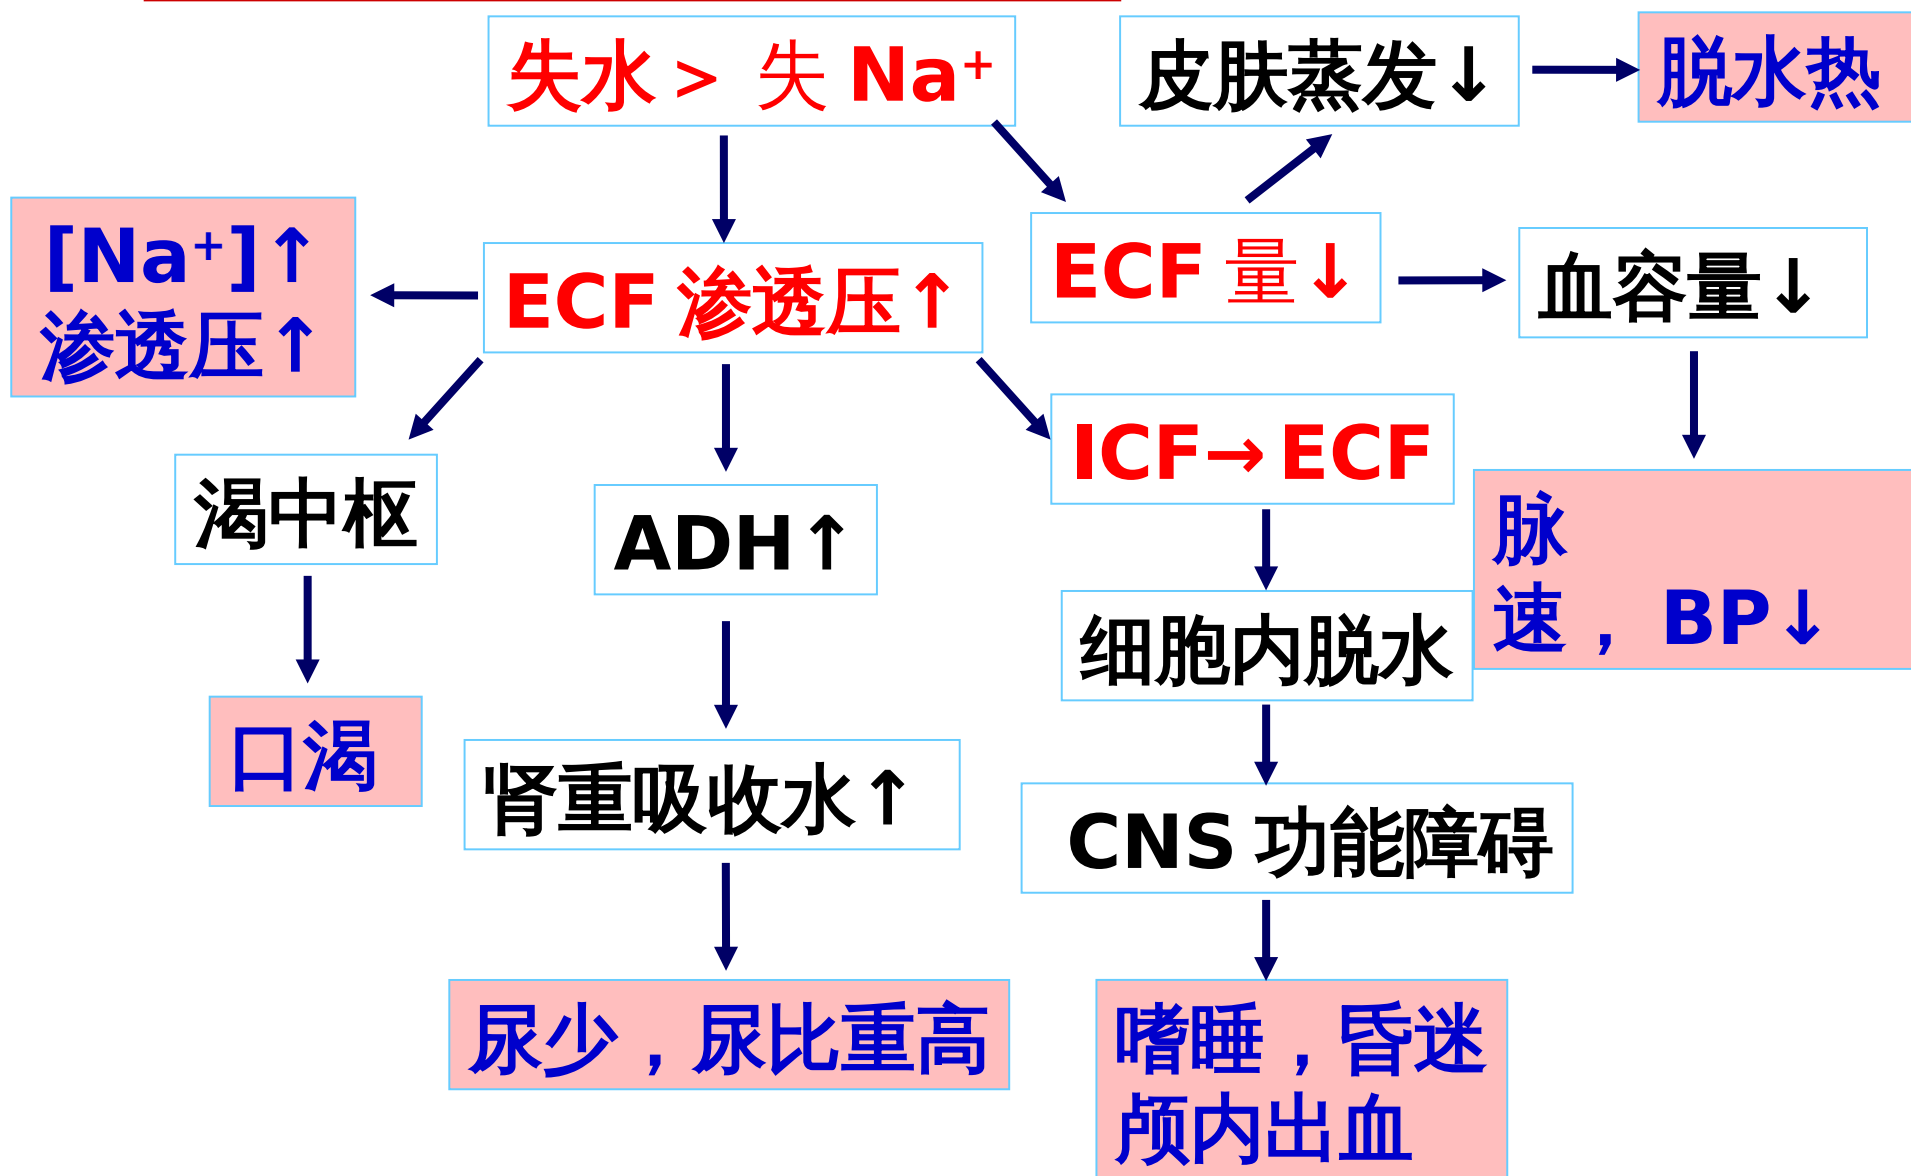 失水＞ 失 Na⁺
皮肤蒸发↓
脱水热
[Na⁺]↑
渗透压↑
ECF 渗透压↑
ECF 量↓
血容量↓
渴中枢
ADH↑
ICF→ECF
脉
速， BP↓
细胞内脱水
口渴
肾重吸收水↑
CNS 功能障碍
尿少，尿比重高
嗜睡，昏迷
颅内出血